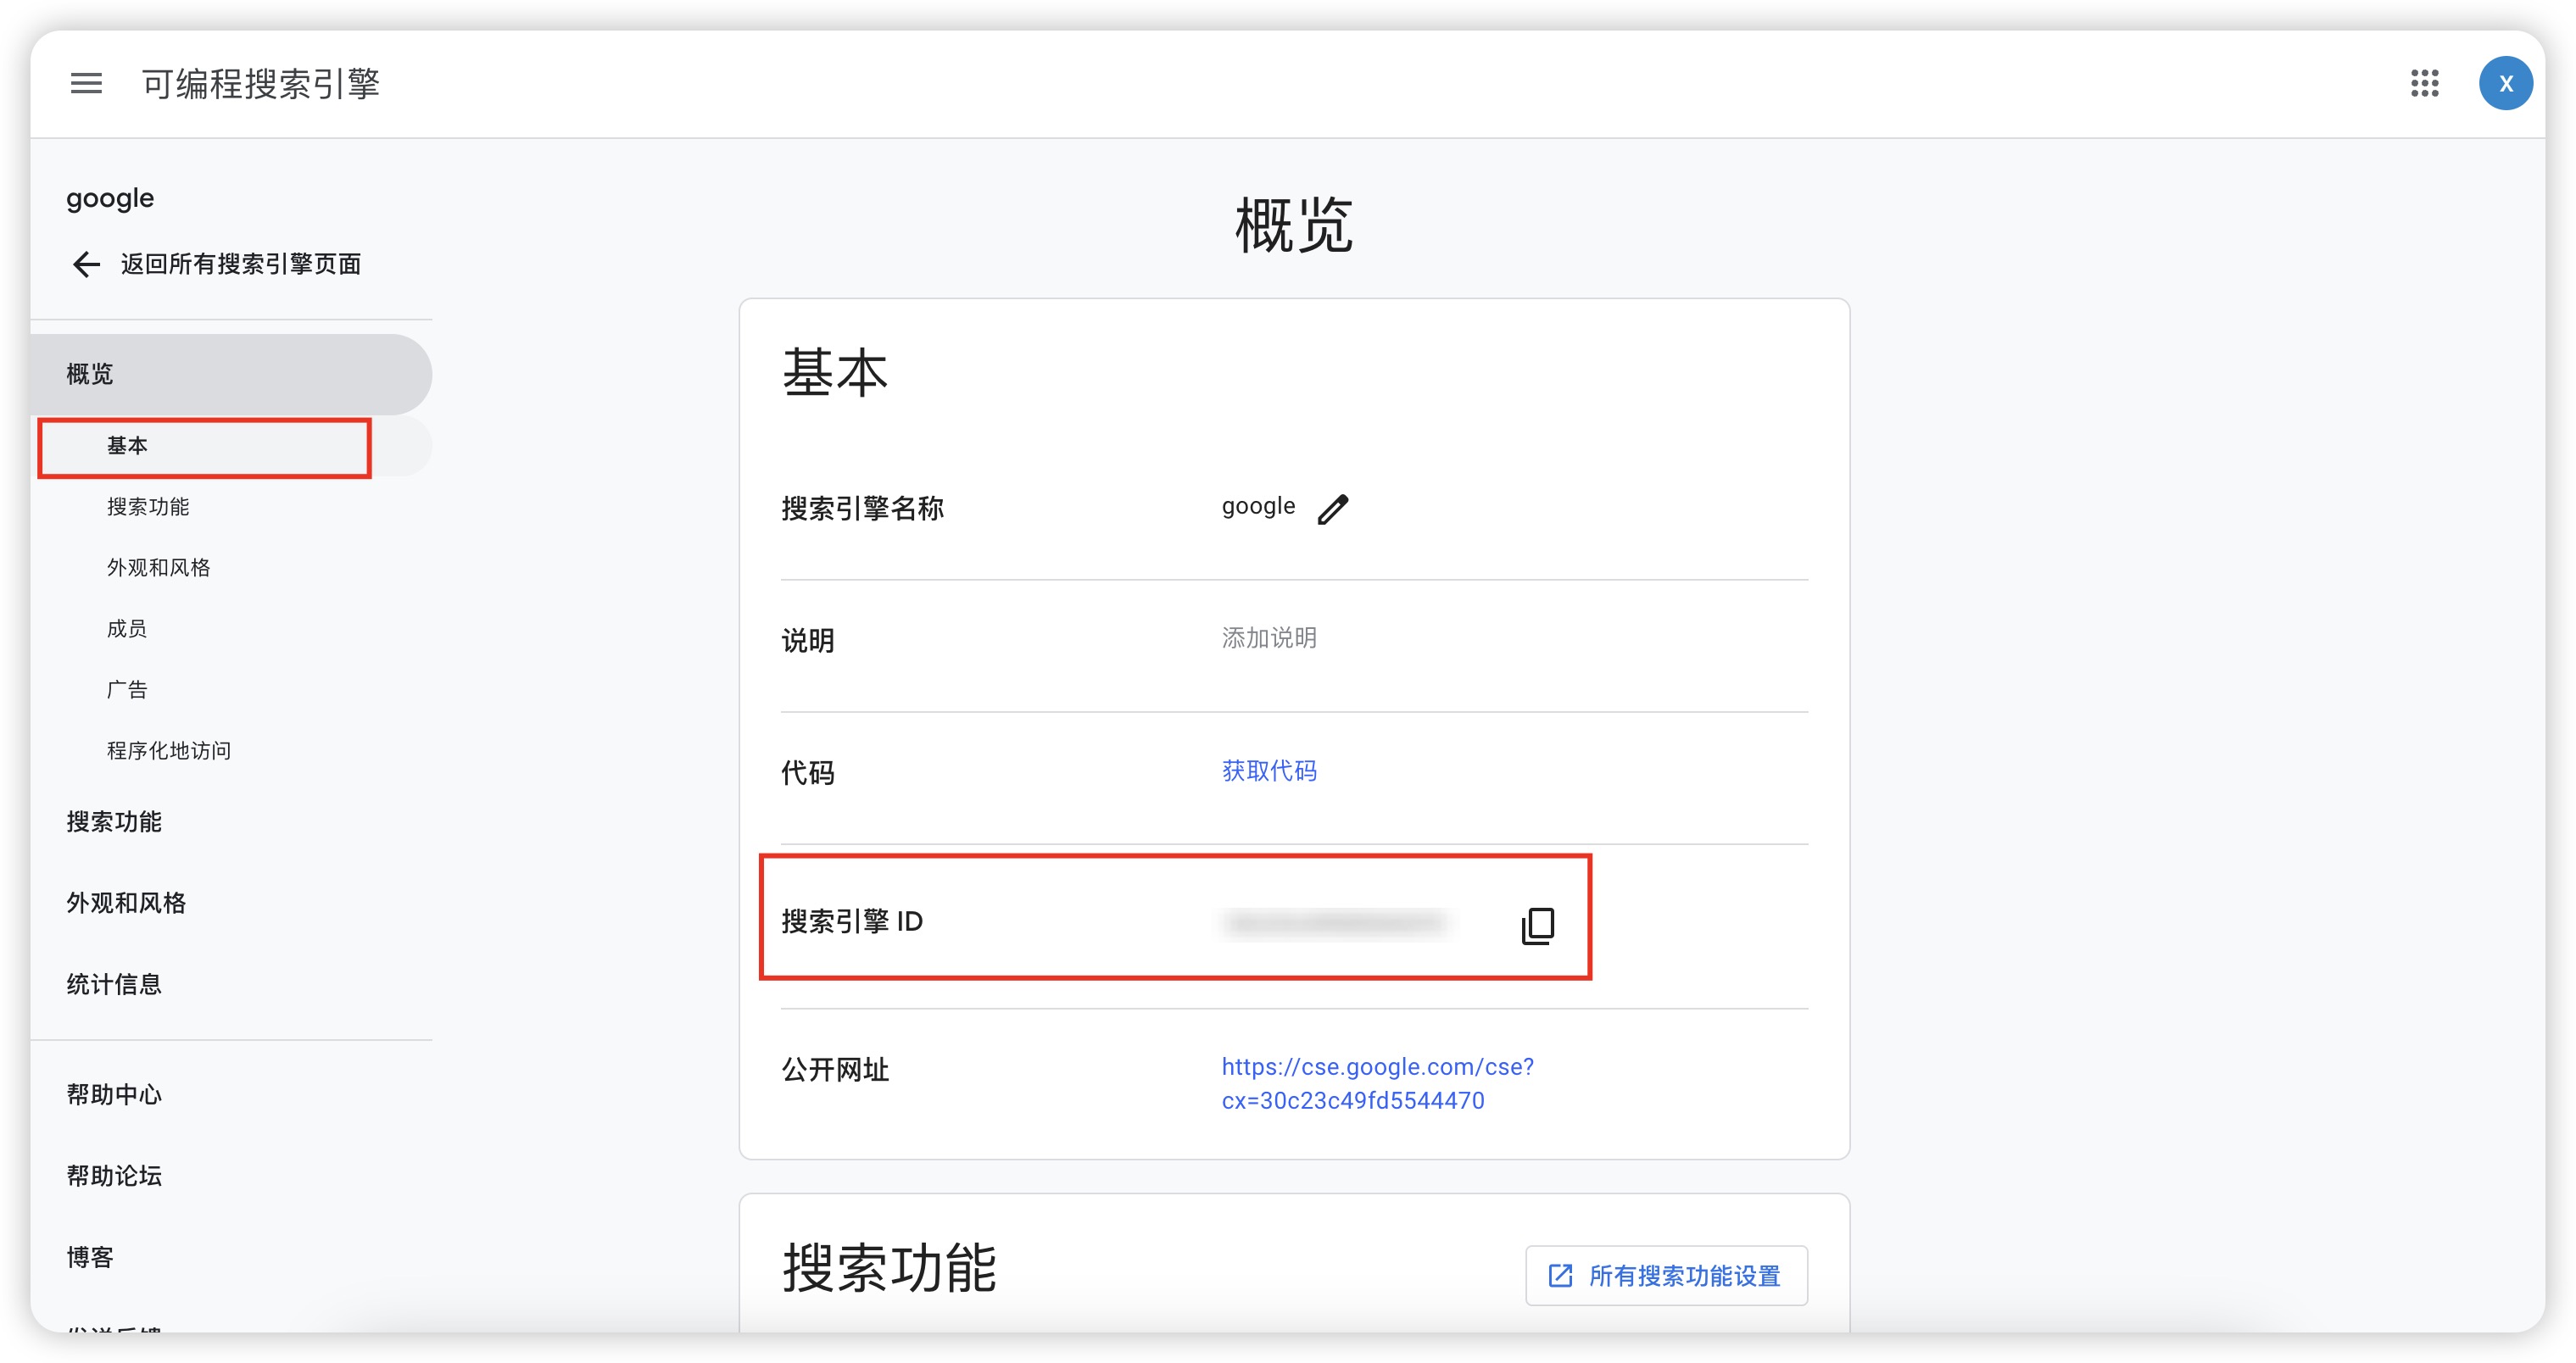 可编程搜索引擎
X
google
返回所有搜索引擎页面
概览
基本
搜索功能
外观和风格
成员
广告
程序化地访问
搜索功能
外观和风格
统计信息
帮助中心
帮助论坛
博客
概览
基本
搜索引擎名称 google
说明 添加说明
代码 获取代码
搜索引擎 ID
公开网址 https://cse.google.com/cse?
cx=30c23c49fd5544470
搜索功能
所有搜索功能设置